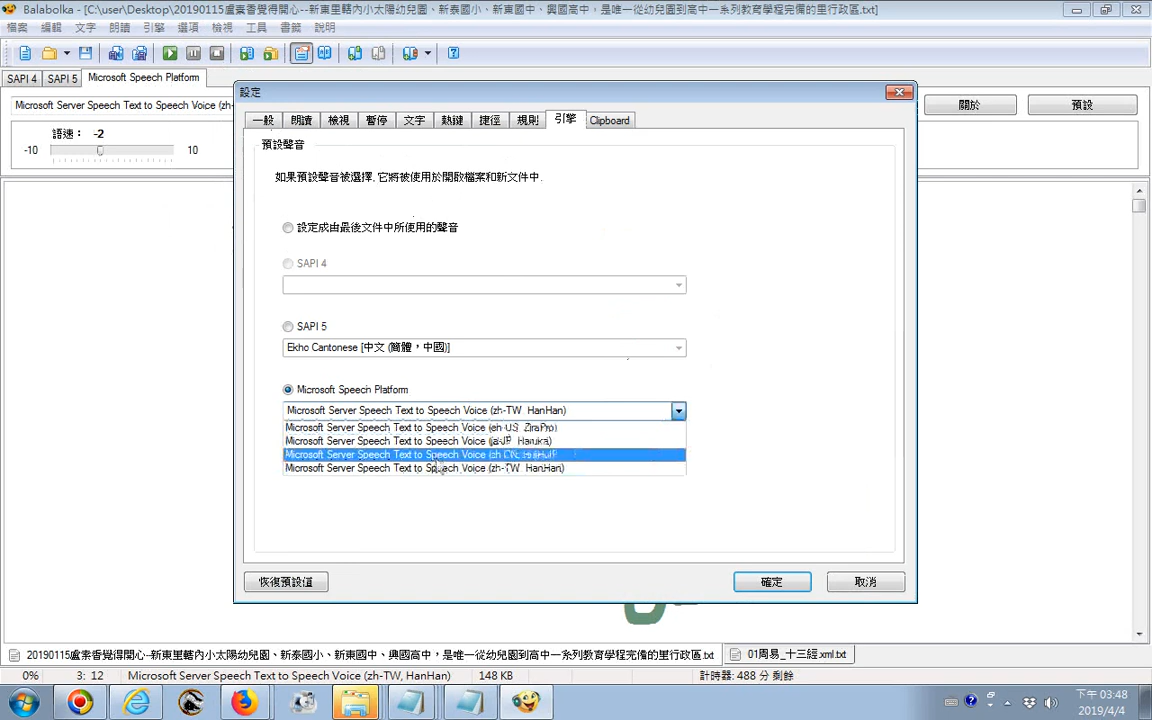 Balabolka - [C:\user\Desktop\20190115盧素香覺得開心--新東里轄內小太陽幼兒園、新泰國小、新東國中、興國高中，是唯一從幼兒園到高中一系列教育學程完備的里行政區.txt]
檔案 編輯 文字 朗讀 引擎 選項 檢視 工具 書籤 說明
SAPI 4 SAPI 5 Microsoft Speech Platform
Microsoft Server Speech Text to Speech Voice (zh-
關於 預設
語速： -2
-10 10
設定
一般 朗讀 檢視 暫停 文字 熱鍵 捷徑 規則 引擎 Clipboard
預設聲音
如果預設聲音被選擇, 它將被使用於開啟檔案和新文件中.
設定成由最後文件中所使用的聲音
SAPI 4
SAPI 5
Ekho Cantonese [中文 (簡體，中國)]
Microsoft Speech Platform
Microsoft Server Speech Text to Speech Voice (zh-TW HanHan)
Microsoft Server Speech Text to Speech Voice (en-US, ZiraPro)
Microsoft Server Speech Text to Speech Voice (ja-JP, Haruka)
Microsoft Server Speech Text to Speech Voice
Microsoft Server Speech Text to Speech Voice (zh-TW HanHan)
恢復預設值 確定 取消
20190115盧素香覺得開心--新東里轄內小太陽幼兒園、新泰國小、新東國中、興國高中，是唯一從幼兒園到高中一系列教育學程完備的里行政區.txt 01周易_十三經.xml.txt
0% 3: 12 Microsoft Server Speech Text to Speech Voice (zh-TW, HanHan) 148 KB 計時器: 488 分 剩餘
下午 03:48
2019/4/4